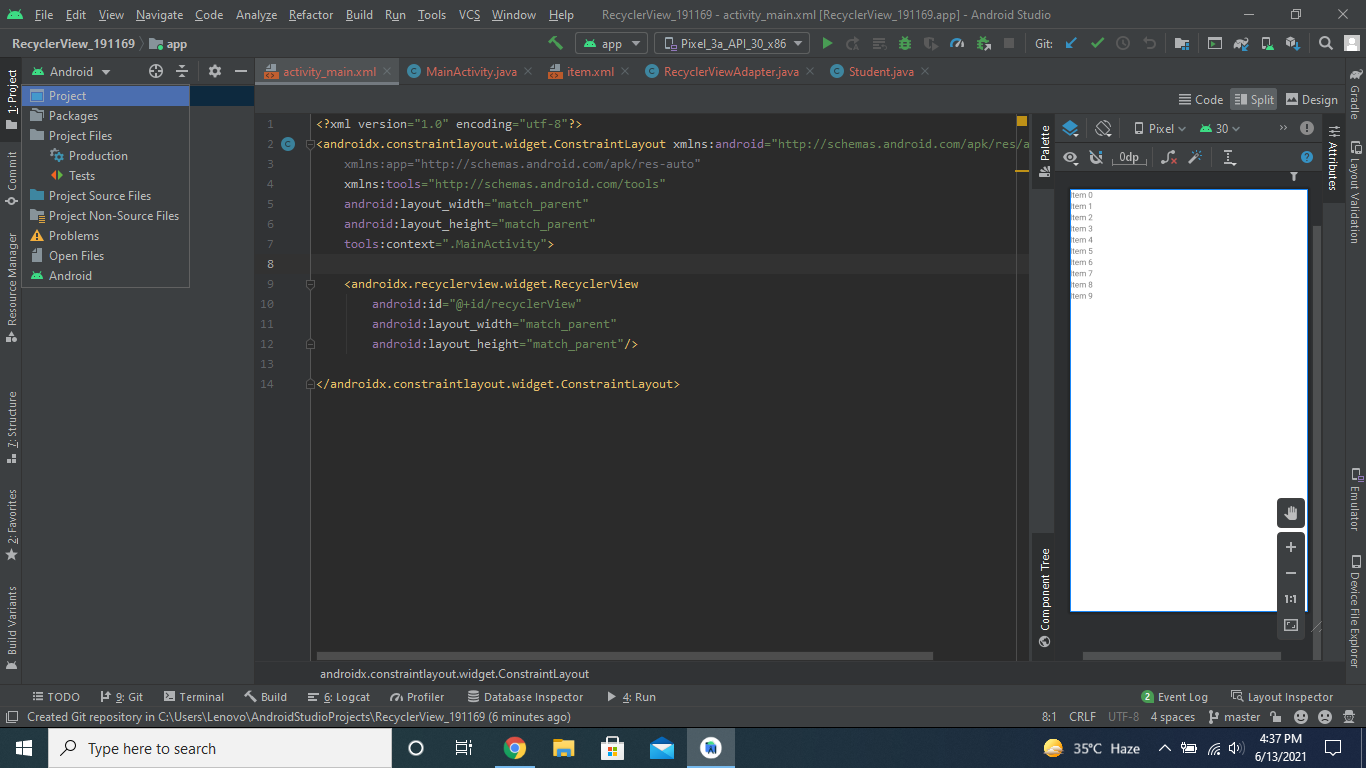 File Edit View Navigate Code Analyze Refactor Build Run Tools VCS Window Help RecyclerView_191169 - activity_main.xml [RecyclerView_191169.app] - Android Studio
RecyclerView_191169 app app Pixel_3a_API_30_x86 Git:
Android activity_main.xml MainActivity.java item.xml RecyclerViewAdapter.java Student.java
Code Split Design
1: Project
Commit
Resource Manager
7: Structure
2: Favorites
Build Variants
Project
Packages
Project Files
Production
Tests
Project Source Files
Project Non-Source Files
Problems
Open Files
Android
1 <?xml version="1.0" encoding="utf-8"?>
2 <androidx.constraintlayout.widget.ConstraintLayout xmlns:android="http://schemas.android.com/apk/res/a
3 xmlns:app="http://schemas.android.com/apk/res-auto"
4 xmlns:tools="http://schemas.android.com/tools"
5 android:layout_width="match_parent"
6 android:layout_height="match_parent"
7 tools:context=".MainActivity">
8
9 <androidx.recyclerview.widget.RecyclerView
10 android:id="@+id/recyclerView"
11 android:layout_width="match_parent"
12 android:layout_height="match_parent"/>
13
14 </androidx.constraintlayout.widget.ConstraintLayout>
Palette
Component Tree
Pixel 30
0dp
Item 0
Item 1
Item 2
Item 3
Item 4
Item 5
Item 6
Item 7
Item 8
Item 9
1:1
Attributes
Gradle
Layout Validation
Emulator
Device File Explorer
androidx.constraintlayout.widget.ConstraintLayout
TODO 9: Git Terminal Build 6: Logcat Profiler Database Inspector 4: Run 2 Event Log Layout Inspector
Created Git repository in C:\Users\Lenovo\AndroidStudioProjects\RecyclerView_191169 (6 minutes ago) 8:1 CRLF UTF-8 4 spaces master
Type here to search 35°C Haze 4:37 PM
6/13/2021